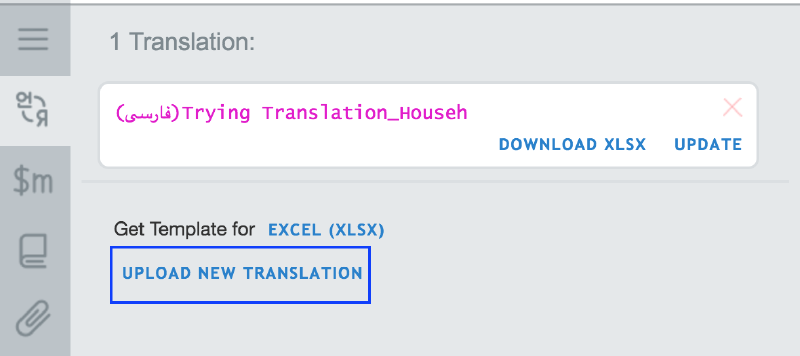 1 Translation:
(فارسی)Trying Translation_Househ
DOWNLOAD XLSX UPDATE
$m
Get Template for EXCEL (XLSX)
UPLOAD NEW TRANSLATION